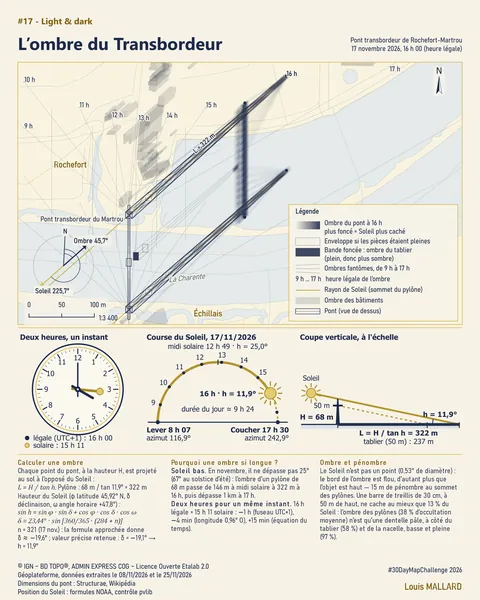 #17 - Light & dark
L'ombre du Transbordeur
Pont transbordeur de Rochefort-Martrou
17 novembre 2026, 16 h 00 (heure légale)
10 h
11 h
12 h
13 h
14 h
15 h
16 h
17 h
N
9 h
L = 322 m
Rochefort
Pont transbordeur du Martrou
N
Ombre 45,7°
Soleil 225,7°
La Charente
Échillais
0 50 100 m
1:3 400
Légende
Ombre du pont à 16 h
plus foncé = Soleil plus caché
Enveloppe si les pièces étaient pleines
Bande foncée : ombre du tablier
(plein, donc plus sombre)
Ombres fantômes, de 9 h à 17 h
9 h .. 17 h heure légale de l'ombre
Rayon de Soleil (sommet du pylône)
Ombre des bâtiments
Pont (vue de dessus)
Deux heures, un instant
12
1
2
3
4
5
6
7
8
9
10
11
légale (UTC+1) : 16 h 00
solaire : 15 h 11
Course du Soleil, 17/11/2026
midi solaire 12 h 49 · h = 25,0°
11
12
13
14
15
16 h · h = 11,9°
durée du jour = 9 h 24
Lever 8 h 07
azimut 116,9°
Coucher 17 h 30
azimut 242,9°
Coupe verticale, à l'échelle
Soleil
50 m
H = 68 m
h = 11,9°
L = H / tan h = 322 m
tablier (50 m) : 237 m
Calculer une ombre
Chaque point du pont, à la hauteur H, est projeté
au sol à l'opposé du Soleil :
L = H / tan h. Pylône : 68 m / tan 11,9° = 322 m
Hauteur du Soleil (φ latitude 45,92° N, δ
déclinaison, ω angle horaire +47,8°) :
sin h = sin φ · sin δ + cos φ · cos δ · cos ω
δ ≈ 23,44° · sin [360/365 · (284 + n)]
n = 321 (17 nov.) : la formule approchée donne
δ ≈ −19,6° ; valeur précise retenue : δ = −19,1° →
h = 11,9°
Pourquoi une ombre si longue ?
Soleil bas. En novembre, il ne dépasse pas 25°
(67° au solstice d'été) : l'ombre d'un pylône de
68 m passe de 146 m à midi solaire à 322 m à
16 h, puis dépasse 1 km à 17 h.
Deux heures pour un même instant. 16 h
légale = 15 h 11 solaire : −1 h (fuseau UTC+1),
−4 min (longitude 0,96° O), +15 min (équation du
temps).
Ombre et pénombre
Le Soleil n'est pas un point (0,53° de diamètre) :
le bord de l'ombre est flou, d'autant plus que
l'objet est haut — 15 m de pénombre au sommet
des pylônes. Une barre de treillis de 30 cm, à
50 m de haut, ne cache au mieux que 13 % du
Soleil : l'ombre des pylônes (38 % d'occultation
moyenne) n'est qu'une dentelle pâle, à côté du
tablier (58 %) et de la nacelle, basse et pleine
(97 %).
© IGN – BD TOPO®, ADMIN EXPRESS COG – Licence Ouverte Etalab 2.0
Géoplateforme, données extraites le 08/11/2026 et le 25/11/2026
Dimensions du pont : Structurae, Wikipédia
Position du Soleil : formules NOAA, contrôle pvlib
#30DayMapChallenge 2026
Louis MALLARD